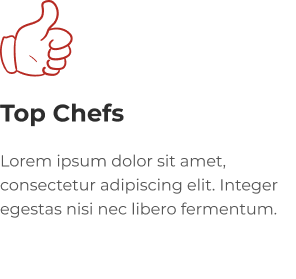 Top Chefs
Lorem ipsum dolor sit amet,
consectetur adipiscing elit. Integer
egestas nisi nec libero fermentum.